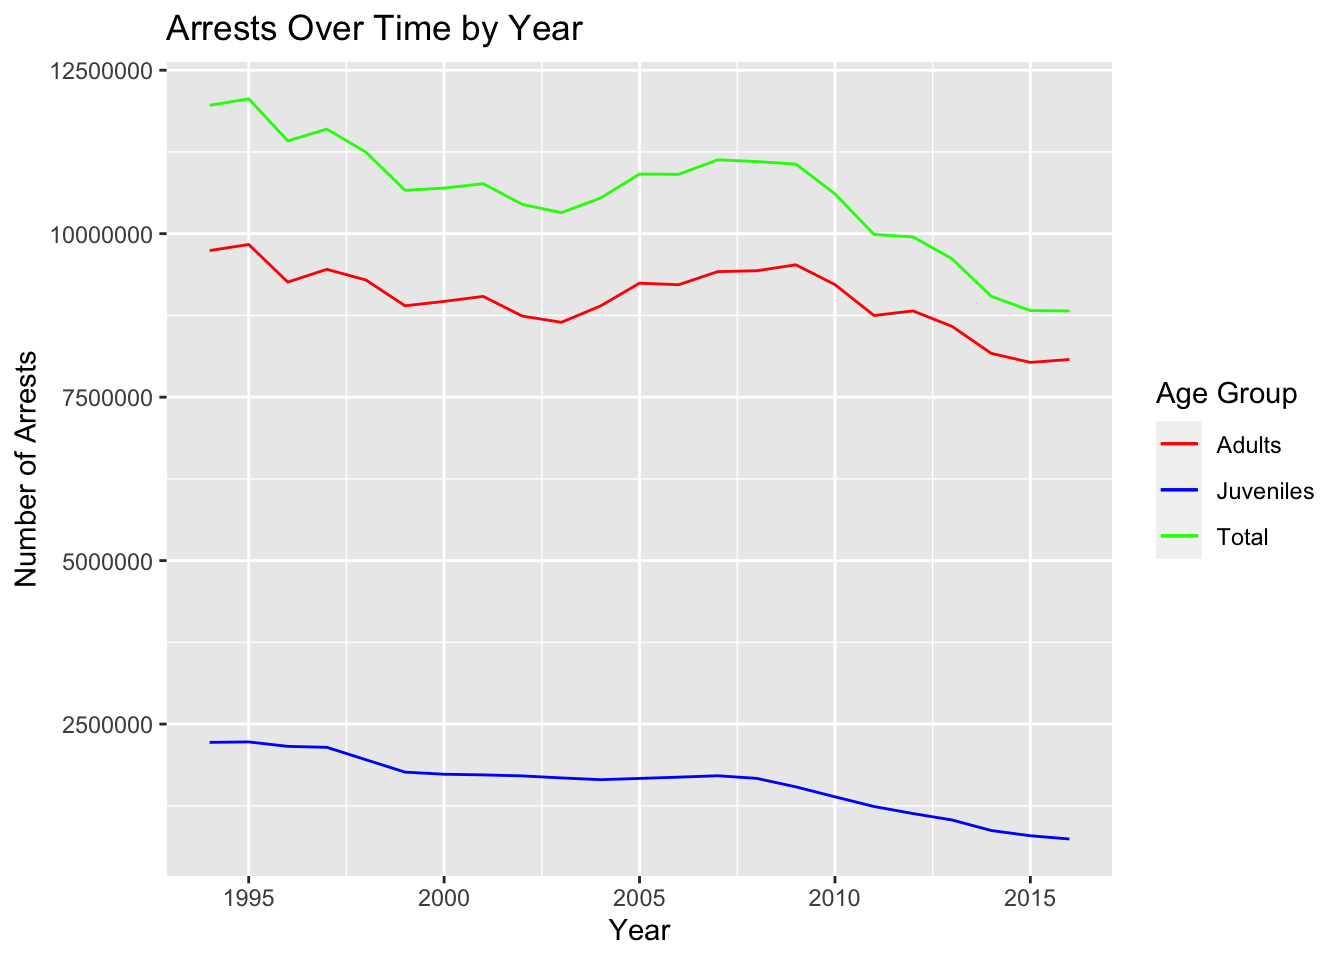 Arrests Over Time by Year
12500000
10000000
7500000
5000000
2500000
Number of Arrests
1995 2000 2005 2010 2015
Year
Age Group
Adults
Juveniles
Total